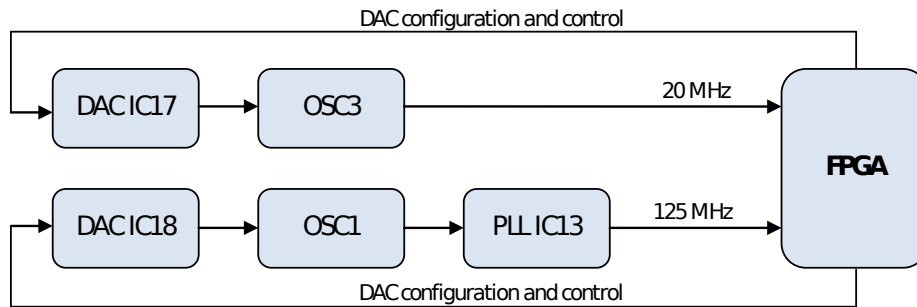 DAC configuration and control
DAC IC17
OSC3
20 MHz
FPGA
DAC IC18
OSC1
PLL IC13
125 MHz
DAC configuration and control